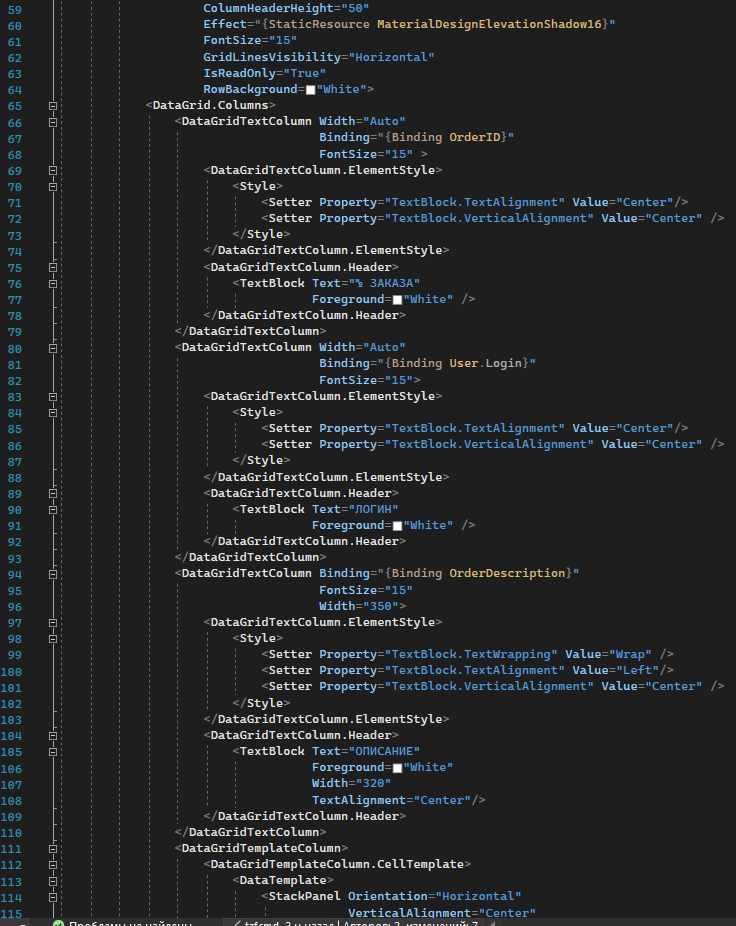 59 ColumnHeaderHeight="50"
60 Effect="{StaticResource MaterialDesignElevationShadow16}"
61 FontSize="15"
62 GridLinesVisibility="Horizontal"
63 IsReadOnly="True"
64 RowBackground="White">
65 <DataGrid.Columns>
66 <DataGridTextColumn Width="Auto"
67 Binding="{Binding OrderID}"
68 FontSize="15" >
69 <DataGridTextColumn.ElementStyle>
70 <Style>
71 <Setter Property="TextBlock.TextAlignment" Value="Center"/>
72 <Setter Property="TextBlock.VerticalAlignment" Value="Center" />
73 </Style>
74 </DataGridTextColumn.ElementStyle>
75 <DataGridTextColumn.Header>
76 <TextBlock Text="№ ЗАКАЗА"
77 Foreground="White" />
78 </DataGridTextColumn.Header>
79 </DataGridTextColumn>
80 <DataGridTextColumn Width="Auto"
81 Binding="{Binding User.Login}"
82 FontSize="15">
83 <DataGridTextColumn.ElementStyle>
84 <Style>
85 <Setter Property="TextBlock.TextAlignment" Value="Center"/>
86 <Setter Property="TextBlock.VerticalAlignment" Value="Center" />
87 </Style>
88 </DataGridTextColumn.ElementStyle>
89 <DataGridTextColumn.Header>
90 <TextBlock Text="ЛОГИН"
91 Foreground="White" />
92 </DataGridTextColumn.Header>
93 </DataGridTextColumn>
94 <DataGridTextColumn Binding="{Binding OrderDescription}"
95 FontSize="15"
96 Width="350">
97 <DataGridTextColumn.ElementStyle>
98 <Style>
99 <Setter Property="TextBlock.TextWrapping" Value="Wrap" />
100 <Setter Property="TextBlock.TextAlignment" Value="Left"/>
101 <Setter Property="TextBlock.VerticalAlignment" Value="Center" />
102 </Style>
103 </DataGridTextColumn.ElementStyle>
104 <DataGridTextColumn.Header>
105 <TextBlock Text="ОПИСАНИЕ"
106 Foreground="White"
107 Width="320"
108 TextAlignment="Center"/>
109 </DataGridTextColumn.Header>
110 </DataGridTextColumn>
111 <DataGridTemplateColumn>
112 <DataGridTemplateColumn.CellTemplate>
113 <DataTemplate>
114 <StackPanel Orientation="Horizontal"
115 VerticalAlignment="Center"
Проблемы не найдены